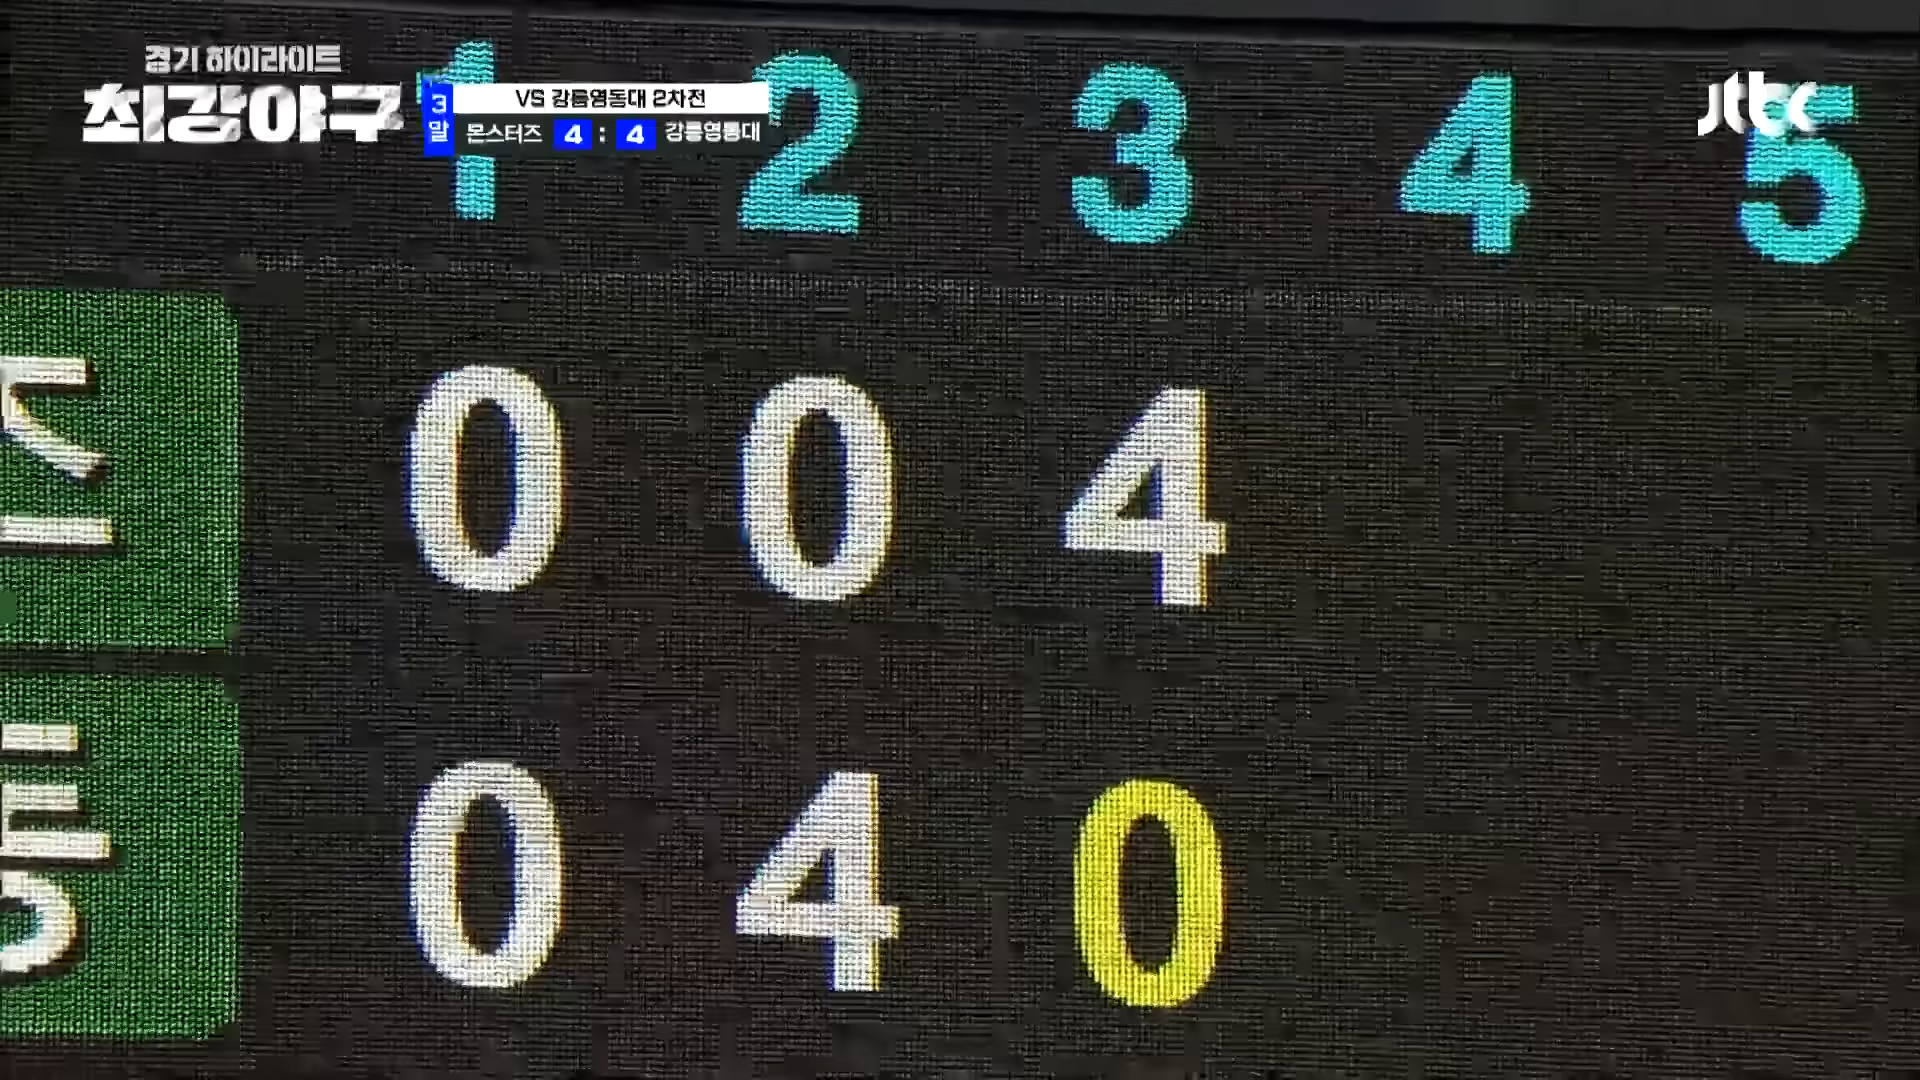 경기 하이라이트
최강야구
3말
VS 강릉영동대 2차전
몬스터즈 4 : 4 강릉영동대
jtbc
1 2 3 4 5
0 0 4
0 4 0